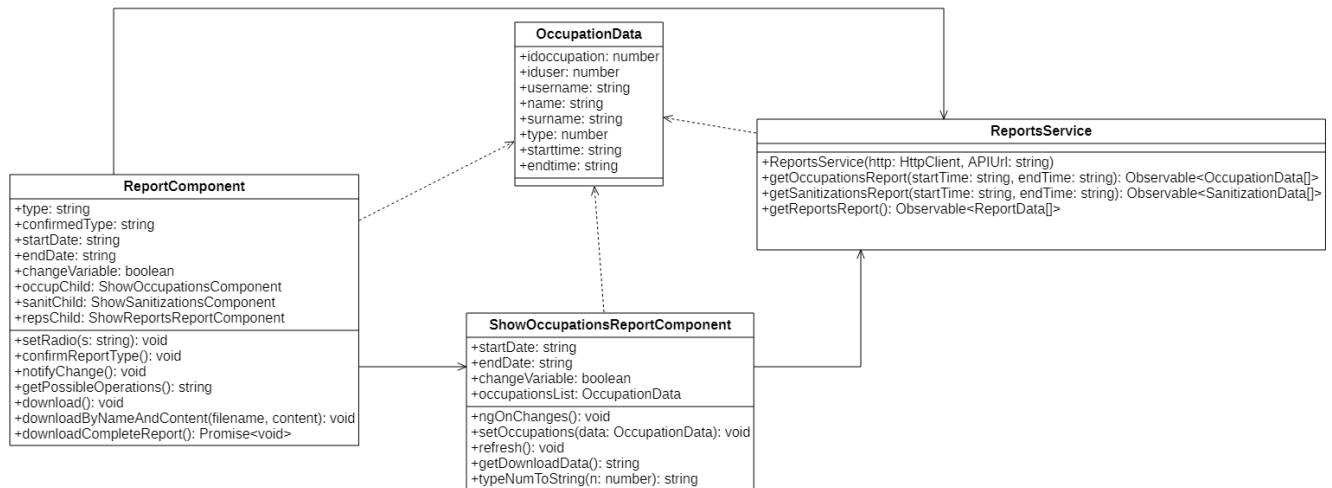 OccupationData
+idoccupation: number
+iduser: number
+username: string
+name: string
+surname: string
+type: number
+starttime: string
+endtime: string
ReportsService
+ReportsService(http: HttpClient, APIUrl: string)
+getOccupationsReport(startTime: string, endTime: string): Observable<OccupationData[]>
+getSanitizationsReport(startTime: string, endTime: string): Observable<SanitizationData[]>
+getReportsReport(): Observable<ReportData[]>
ReportComponent
+type: string
+confirmedType: string
+startDate: string
+endDate: string
+changeVariable: boolean
+occupChild: ShowOccupationsComponent
+sanitChild: ShowSanitizationsComponent
+repsChild: ShowReportsReportComponent
+setRadio(s: string): void
+confirmReportType(): void
+notifyChange(): void
+getPossibleOperations(): string
+download(): void
+downloadByNameAndContent(filename, content): void
+downloadCompleteReport(): Promise<void>
ShowOccupationsReportComponent
+startDate: string
+endDate: string
+changeVariable: boolean
+occupationsList: OccupationData
+ngOnChanges(): void
+setOccupations(data: OccupationData): void
+refresh(): void
+getDownloadData(): string
+typeNumToString(n: number): string